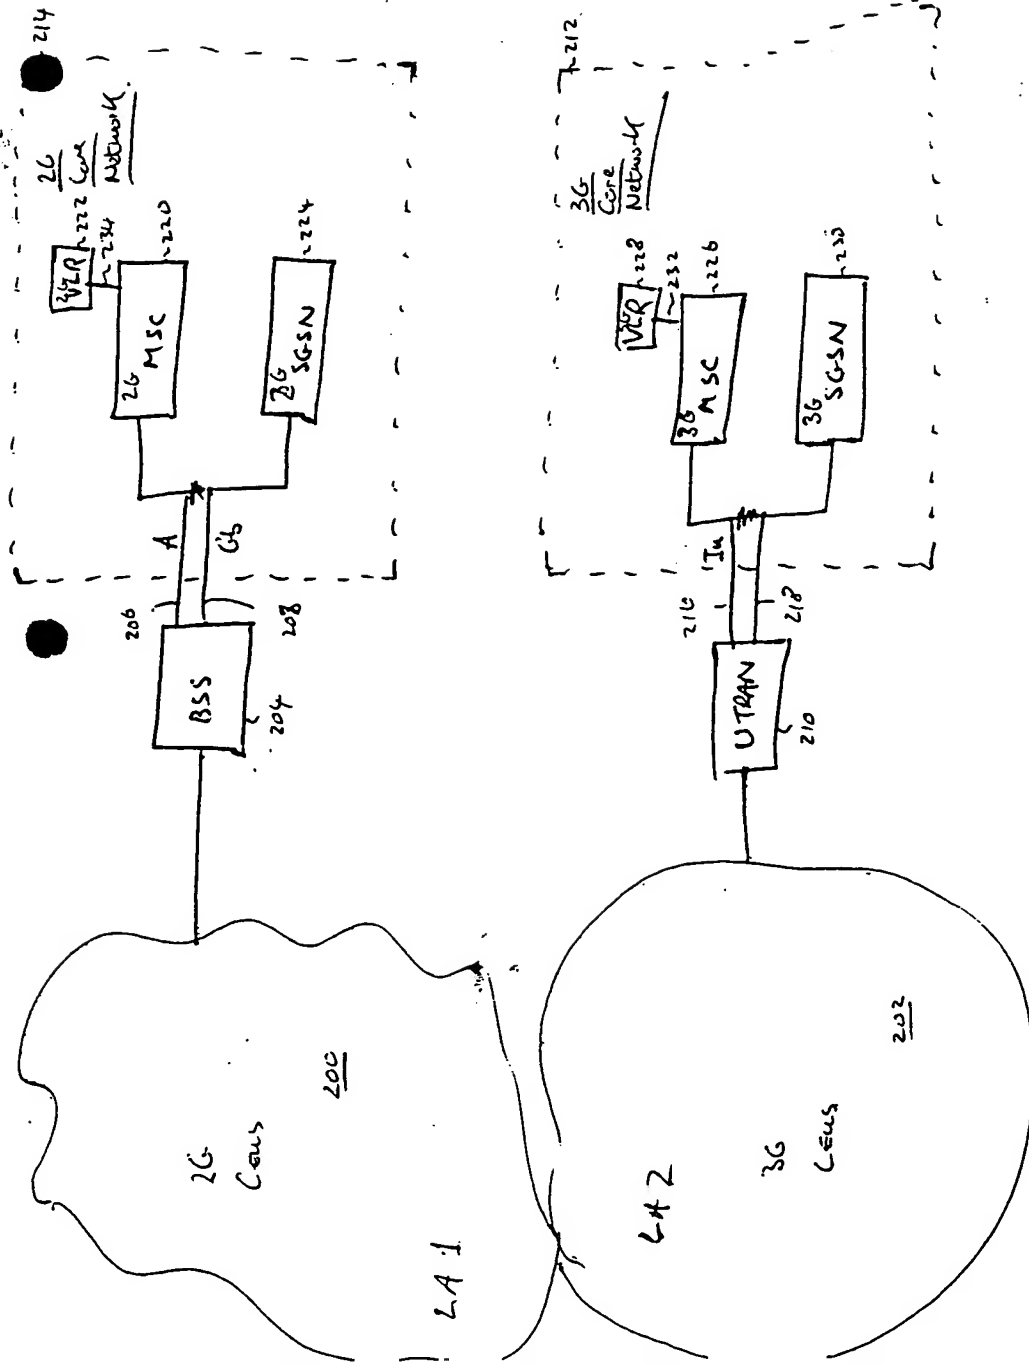 214
2G
Core
Network
VLR
222
234
2G
MSC
220
SGSN
224
A
Gb
206
208
BSS
204
2G
Cells
200
LA 1
212
3G
Core
Network
VLR
228
232
3G
MSC
226
3G
SGSN
230
Iu
216
218
UTRAN
210
3G
Cells
202
LA 2